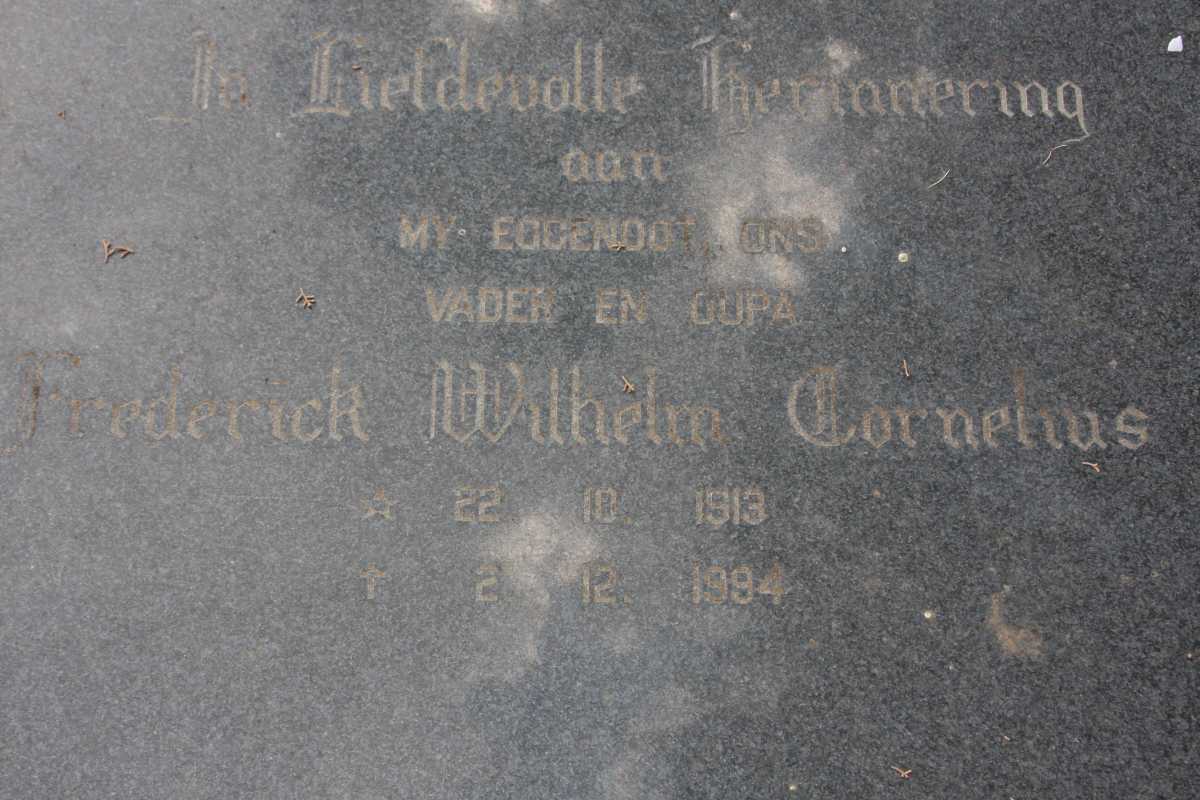 In Liefdevolle Herinnering
aan
MY EGGENOOT, ONS
VADER EN OUPA
Frederick Wilhelm Cornelius
☆ 22. 10. 1913
† 2. 12. 1994